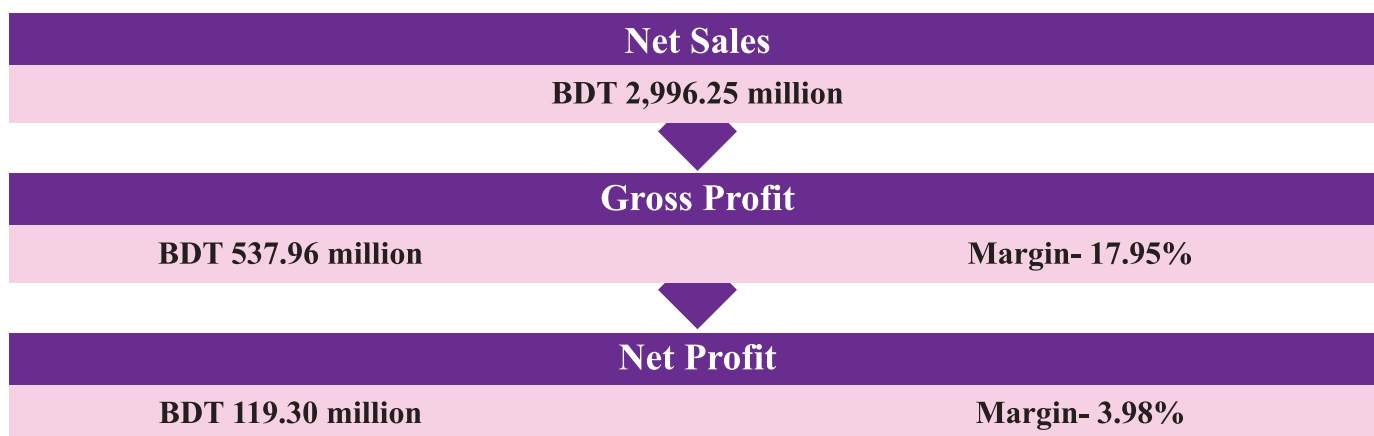 Net Sales
BDT 2,996.25 million
Gross Profit
BDT 537.96 million Margin- 17.95%
Net Profit
BDT 119.30 million Margin- 3.98%